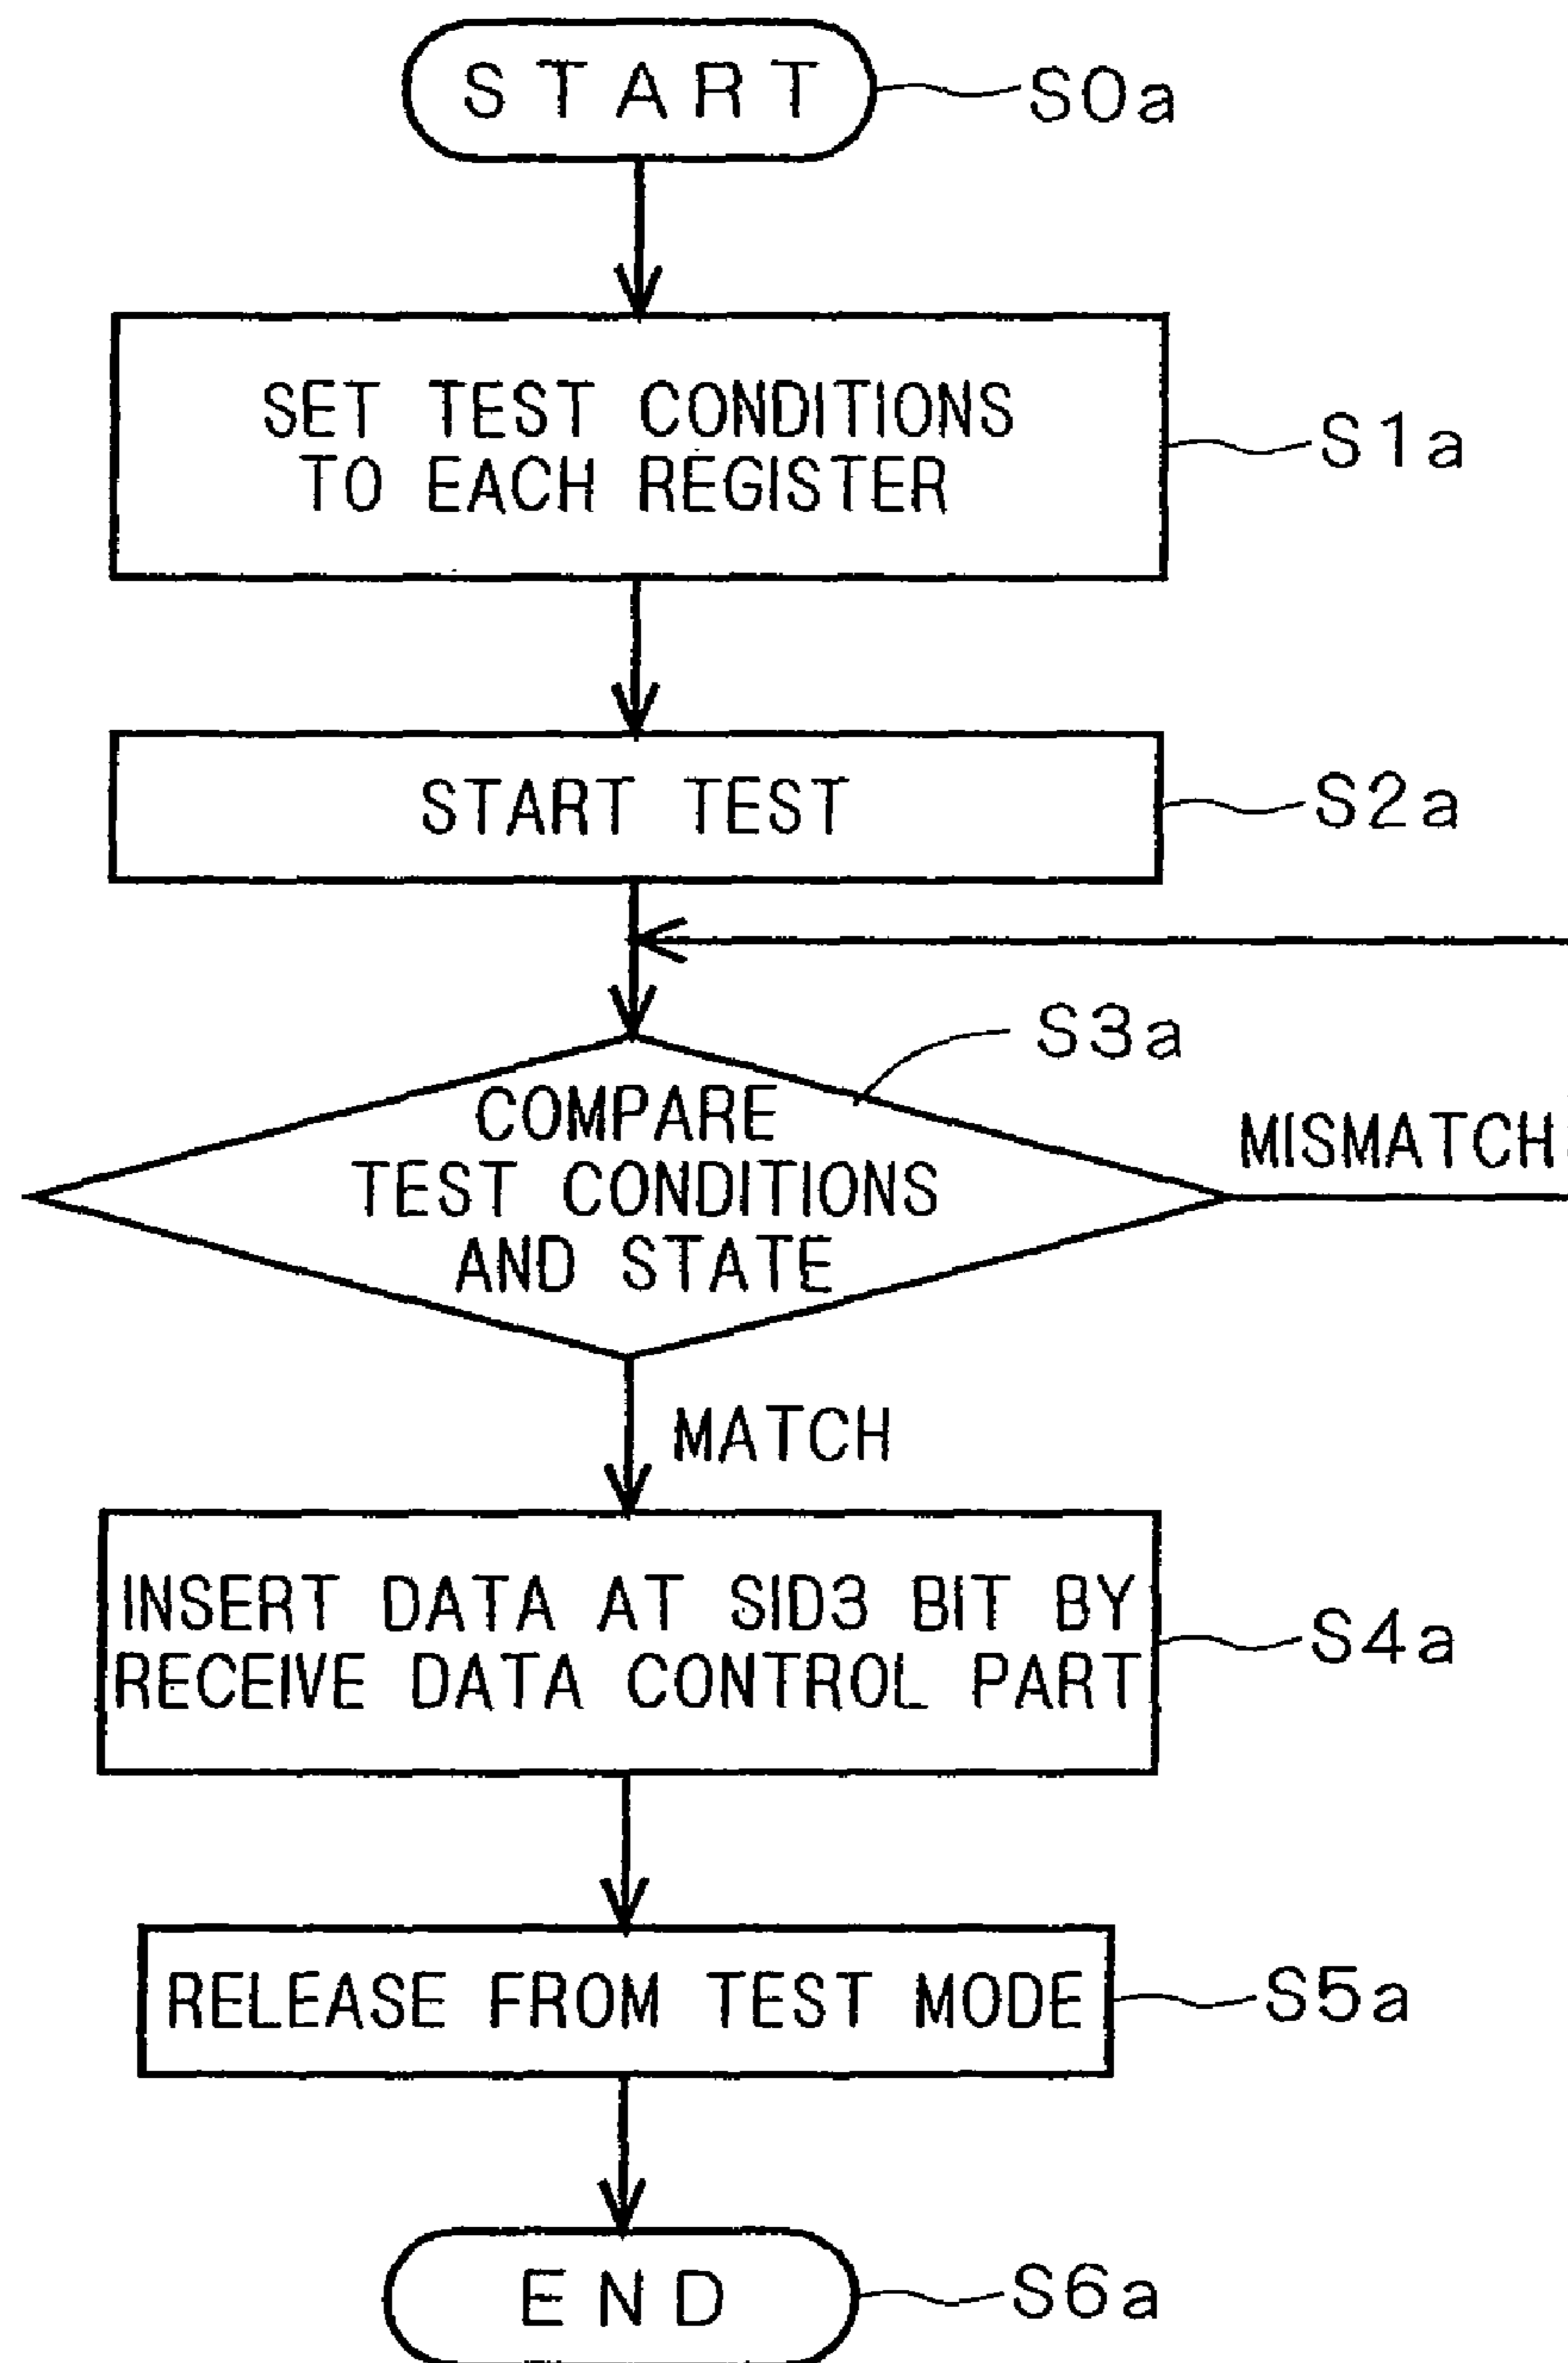 START
S0a
SET TEST CONDITIONS
TO EACH REGISTER
S1a
START TEST
S2a
S3a
COMPARE
TEST CONDITIONS
AND STATE
MISMATCH
MATCH
INSERT DATA AT SID3 BIT BY
RECEIVE DATA CONTROL PART
S4a
RELEASE FROM TEST MODE
S5a
END
S6a